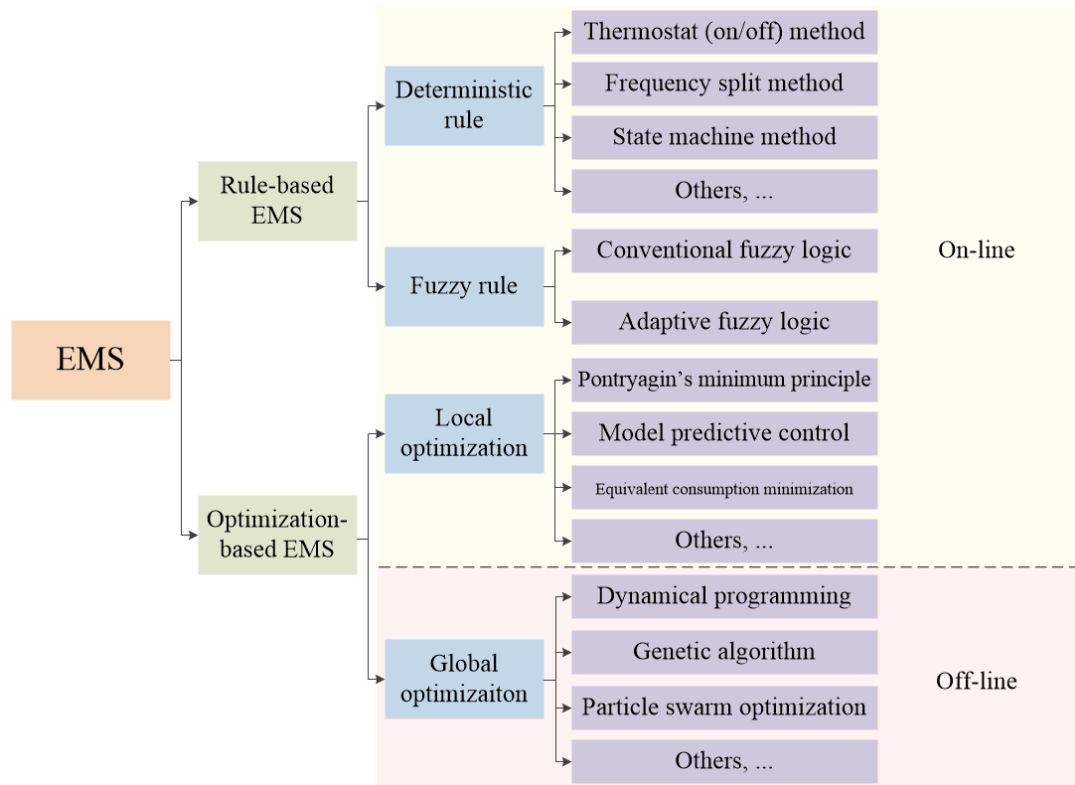 EMS
Rule-based
EMS
Optimization-
based EMS
Deterministic
rule
Fuzzy rule
Local
optimization
Global
optimizaiton
Thermostat (on/off) method
Frequency split method
State machine method
Others, ...
Conventional fuzzy logic
Adaptive fuzzy logic
Pontryagin’s minimum principle
Model predictive control
Equivalent consumption minimization
Others, ...
Dynamical programming
Genetic algorithm
Particle swarm optimization
Others, ...
On-line
Off-line